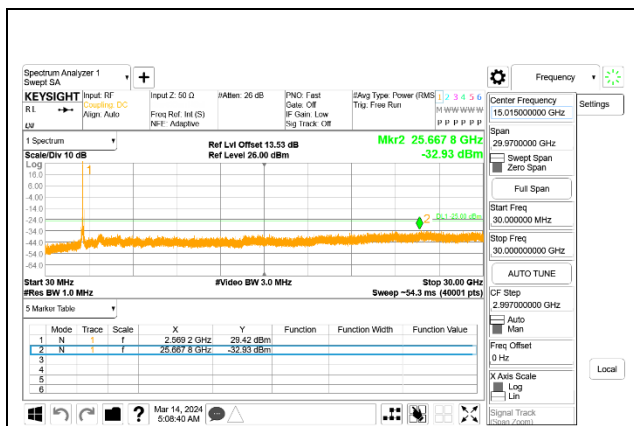 Spectrum Analyzer 1
Swept SA
+
Frequency
KEYSIGHT
RL
Input: RF
Coupling: DC
Align: Auto
Input Z: 50 Ω
Freq Ref: Int (S)
NFE: Adaptive
#Atten: 26 dB
PNO: Fast
Gate: Off
IF Gain: Low
Sig Track: Off
#Avg Type: Power (RMS
Trig: Free Run
1 2 3 4 5 6
M W W W W W
P P P P P P
1 Spectrum
Scale/Div 10 dB
Ref Lvl Offset 13.53 dB
Ref Level 26.00 dBm
Mkr2 25.667 8 GHz
-32.93 dBm
Log
16.0
6.00
-4.00
-14.0
-24.0
-34.0
-44.0
-54.0
-64.0
1
2
DL1 -25.00 dBm
Start 30 MHz
#Res BW 1.0 MHz
#Video BW 3.0 MHz
Stop 30.00 GHz
Sweep ~54.3 ms (40001 pts)
5 Marker Table
Mode Trace Scale X Y Function Function Width Function Value
1 N 1 f 2.569 2 GHz 29.42 dBm
2 N 1 f 25.667 8 GHz -32.93 dBm
3
4
5
6
Mar 14, 2024
5:08:40 AM
?
Center Frequency
15.015000000 GHz
Settings
Span
29.9700000 GHz
Swept Span
Zero Span
Full Span
Start Freq
30.000000 MHz
Stop Freq
30.000000000 GHz
AUTO TUNE
CF Step
2.997000000 GHz
Auto
Man
Freq Offset
0 Hz
X Axis Scale
Log
Lin
Local
Signal Track
(Span Zoom)